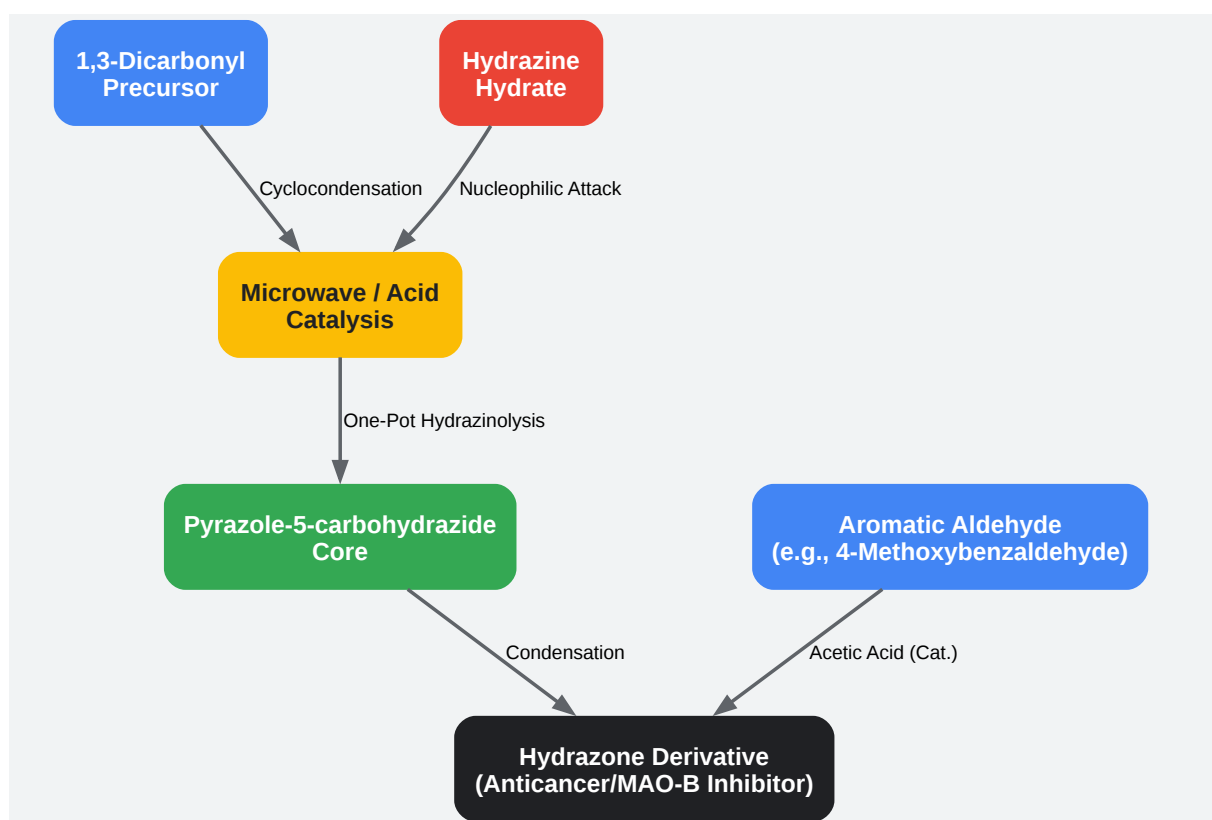 1,3-Dicarbonyl
Precursor
Hydrazine
Hydrate
Cyclocondensation
Nucleophilic Attack
Microwave / Acid
Catalysis
One-Pot Hydrazinolysis
Pyrazole-5-carbohydrazide
Core
Aromatic Aldehyde
(e.g., 4-Methoxybenzaldehyde)
Condensation
Acetic Acid (Cat.)
Hydrazone Derivative
(Anticancer/MAO-B Inhibitor)